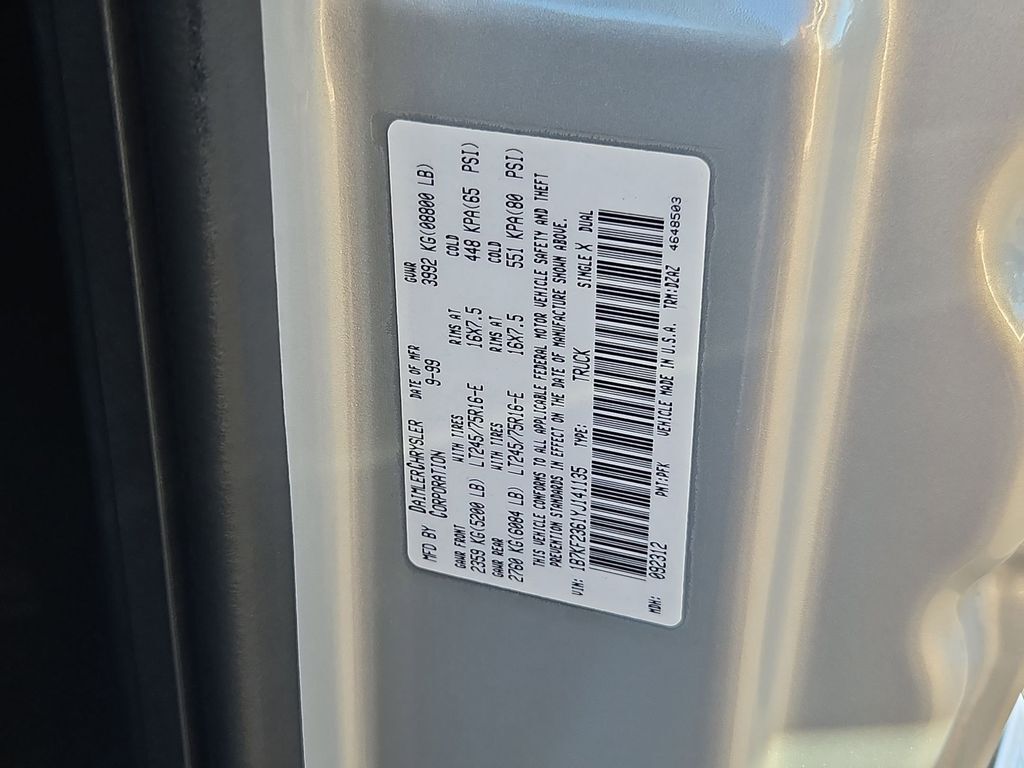 MFD BY DAIMLERCHRYSLER CORPORATION DATE OF MFR 9-99 GVWR 3992 KG(08800 LB)
GAWR FRONT WITH TIRES RIMS AT COLD
2359 KG(5200 LB) LT245/75R16-E 16X7.5 448 KPA(65 PSI)
GAWR REAR WITH TIRES RIMS AT COLD
2760 KG(6084 LB) LT245/75R16-E 16X7.5 551 KPA(80 PSI)
THIS VEHICLE CONFORMS TO ALL APPLICABLE FEDERAL MOTOR VEHICLE SAFETY AND THEFT
PREVENTION STANDARDS IN EFFECT ON THE DATE OF MANUFACTURE SHOWN ABOVE.
VIN: 1B7KF2361YJ141135 TYPE: TRUCK SINGLE X DUAL
MDH: 092312 PNT:PFX VEHICLE MADE IN U.S.A. TRM:DZAZ 4648503